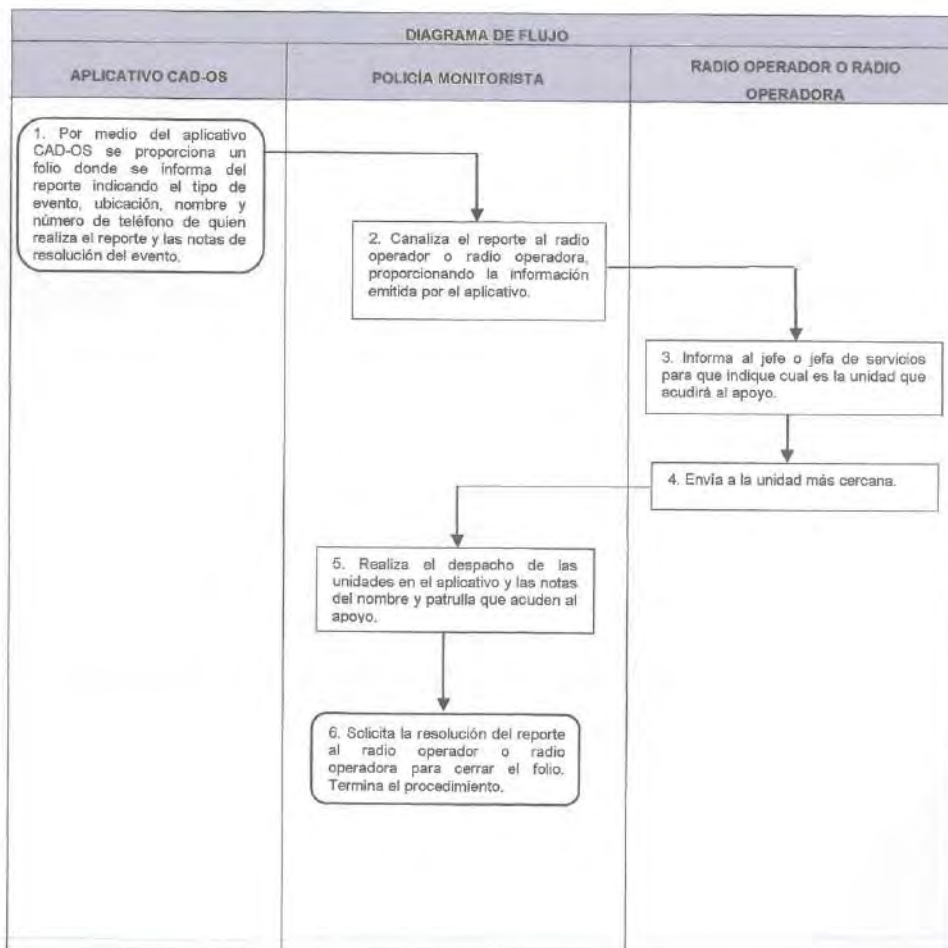 DIAGRAMA DE FLUJO
APLICATIVO CAD-OS
POLICÍA MONITORISTA
RADIO OPERADOR O RADIO
OPERADORA
1. Por medio del aplicativo
CAD-OS se proporciona un
folio donde se informa del
reporte indicando el tipo de
evento, ubicación, nombre y
número de teléfono de quien
realiza el reporte y las notas de
resolución del evento.
2. Canaliza el reporte al radio
operador o radio operadora,
proporcionando la información
emitida por el aplicativo.
3. Informa al jefe o jefa de servicios
para que indique cual es la unidad que
acudirá al apoyo.
4. Envía a la unidad más cercana.
5. Realiza el despacho de las
unidades en el aplicativo y las notas
del nombre y patrulla que acuden al
apoyo.
6. Solicita la resolución del reporte
al radio operador o radio
operadora para cerrar el folio.
Termina el procedimiento.